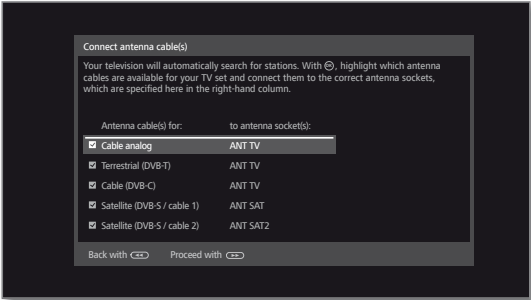 Connect antenna cable(s)
Your television will automatically search for stations. With OK, highlight which antenna
cables are available for your TV set and connect them to the correct antenna sockets,
which are specified here in the right-hand column.
Antenna cable(s) for: to antenna socket(s):
Cable analog ANT TV
Terrestrial (DVB-T) ANT TV
Cable (DVB-C) ANT TV
Satellite (DVB-S / cable 1) ANT SAT
Satellite (DVB-S / cable 2) ANT SAT2
Back with Proceed with